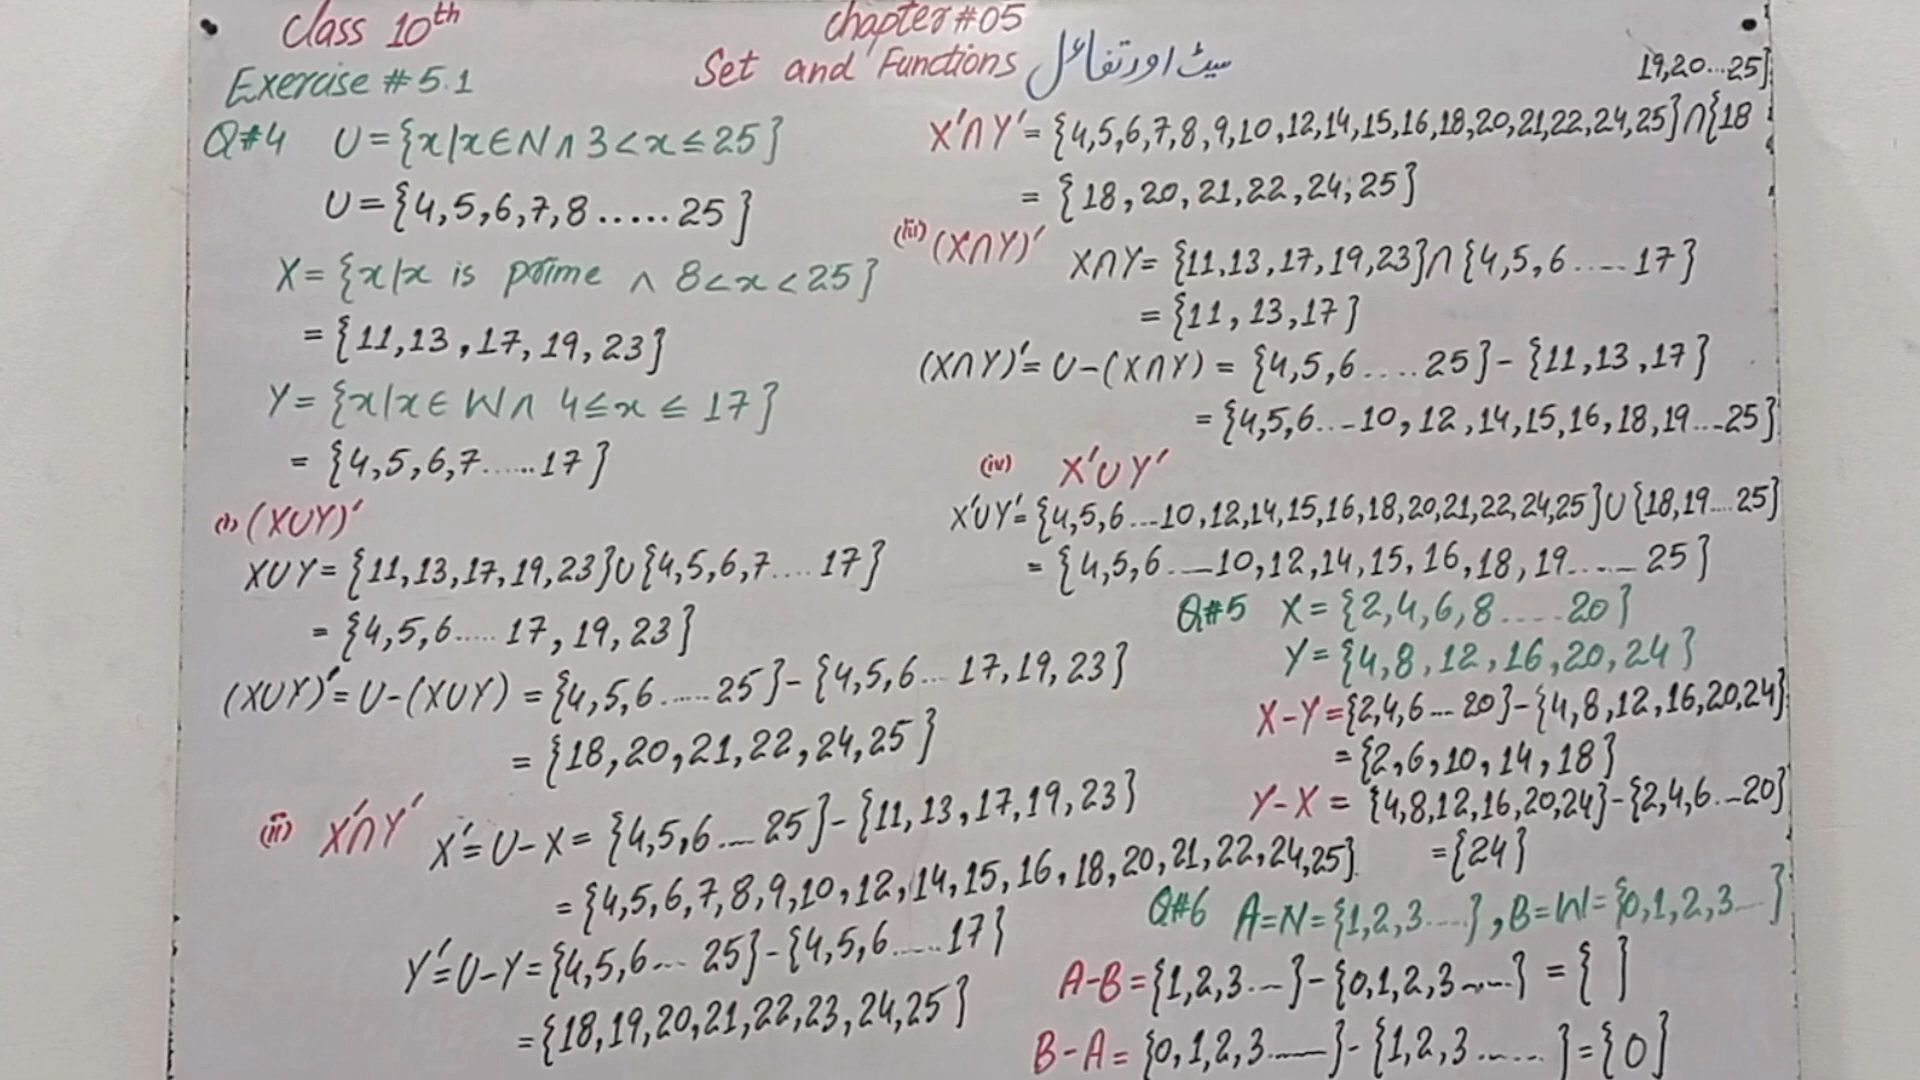 Class 10th
Chapter #05
Exercise #5.1
Set and Functions سیٹ اور تفاعل
Q#4 U={x/x∈N∧3<x≤25}
U={4,5,6,7,8.....25}
X={x/x is prime ∧ 8<x<25}
={11,13,17,19,23}
Y={x/x∈W∧ 4≤x≤17}
={4,5,6,7......17}
(i) (XUY)'
XUY={11,13,17,19,23}U{4,5,6,7....17}
={4,5,6.....17,19,23}
(XUY)'=U-(XUY)={4,5,6......25}-{4,5,6...17,19,23}
={18,20,21,22,24,25}
(ii) X'∩Y' X'=U-X={4,5,6....25}-{11,13,17,19,23}
={4,5,6,7,8,9,10,12,14,15,16,18,20,21,22,24,25}
Y'=U-Y={4,5,6...25}-{4,5,6......17}
={18,19,20,21,22,23,24,25}
19,20...25}
X'∩Y'={4,5,6,7,8,9,10,12,14,15,16,18,20,21,22,24,25}∩{18
={18,20,21,22,24,25}
(iii) (X∩Y)' X∩Y={11,13,17,19,23}∩{4,5,6.....17}
={11,13,17}
(X∩Y)'=U-(X∩Y)={4,5,6....25}-{11,13,17}
={4,5,6...10,12,14,15,16,18,19...25}
(iv) X'UY'
X'UY'={4,5,6...10,12,14,15,16,18,20,21,22,24,25}U{18,19...25}
={4,5,6....10,12,14,15,16,18,19.....25}
Q#5 X={2,4,6,8....20}
Y={4,8,12,16,20,24}
X-Y={2,4,6...20}-{4,8,12,16,20,24}
={2,6,10,14,18}
Y-X={4,8,12,16,20,24}-{2,4,6...20}
={24}
Q#6 A=N={1,2,3.....},B=W={0,1,2,3....}
A-B={1,2,3....}-{0,1,2,3.....}={ }
B-A={0,1,2,3......}-{1,2,3......}={0}